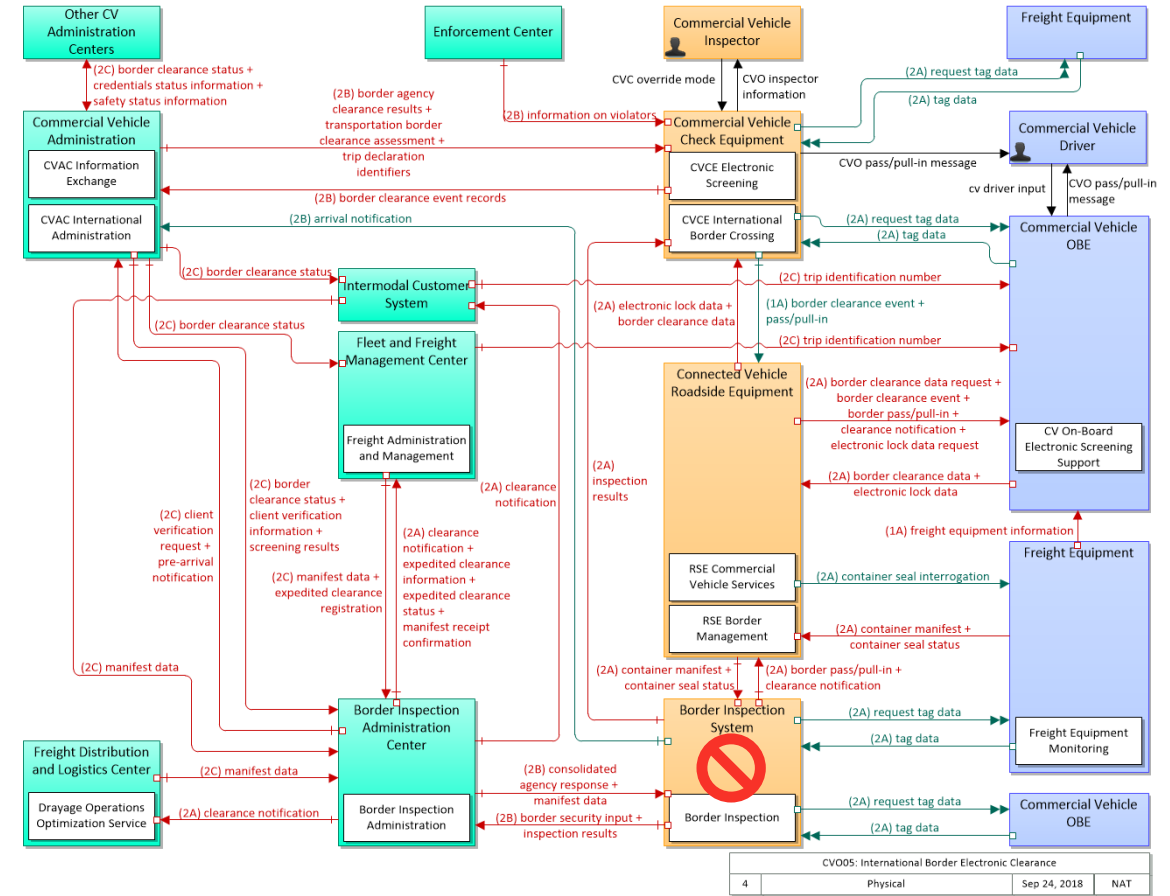 Other CV
Administration
Centers
Enforcement Center
Commercial Vehicle
Inspector
Freight Equipment
(2C) border clearance status +
credentials status information +
safety status information
CVC override mode
CVO inspector
information
(2A) request tag data
(2A) tag data
(2B) border agency
clearance results +
transportation border
clearance assessment +
trip declaration
identifiers
(2B) information on violators
Commercial Vehicle
Administration
CVAC Information
Exchange
CVAC International
Administration
Commercial Vehicle
Check Equipment
CVCE Electronic
Screening
CVCE International
Border Crossing
Commercial Vehicle
Driver
CVO pass/pull-in message
cv driver input
CVO pass/pull-in
message
(2B) border clearance event records
(2B) arrival notification
(2A) request tag data
(2A) tag data
Commercial Vehicle
OBE
(2C) border clearance status
Intermodal Customer
System
(2C) trip identification number
(2A) electronic lock data +
border clearance data
(1A) border clearance event +
pass/pull-in
(2C) border clearance status
Fleet and Freight
Management Center
Freight Administration
and Management
(2C) trip identification number
Connected Vehicle
Roadside Equipment
(2A) border clearance data request +
border clearance event +
border pass/pull-in +
clearance notification +
electronic lock data request
CV On-Board
Electronic Screening
Support
(2A) border clearance data +
electronic lock data
(2A)
inspection
results
(2A) clearance
notification
(2C) border
clearance status +
client verification
information +
screening results
(2C) client
verification
request +
pre-arrival
notification
(2A) clearance
notification +
expedited clearance
information +
expedited clearance
status +
manifest receipt
confirmation
(2C) manifest data +
expedited clearance
registration
(1A) freight equipment information
Freight Equipment
RSE Commercial
Vehicle Services
(2A) container seal interrogation
RSE Border
Management
(2A) container manifest +
container seal status
(2C) manifest data
(2A) container manifest +
container seal status
(2A) border pass/pull-in +
clearance notification
Border Inspection
Administration
Center
Border Inspection
Administration
Border Inspection
System
Border Inspection
(2A) request tag data
(2A) tag data
Freight Equipment
Monitoring
Freight Distribution
and Logistics Center
Drayage Operations
Optimization Service
(2C) manifest data
(2A) clearance notification
(2B) consolidated
agency response +
manifest data
(2B) border security input +
inspection results
(2A) request tag data
(2A) tag data
Commercial Vehicle
OBE
CVO05: International Border Electronic Clearance
4 Physical Sep 24, 2018 NAT